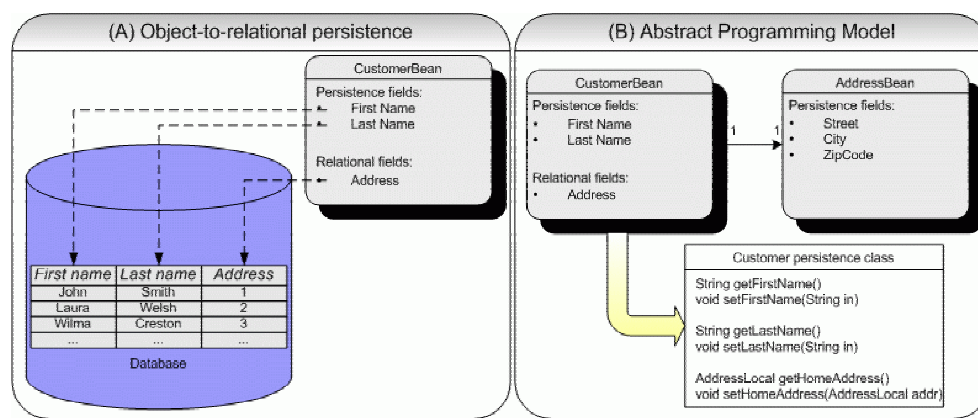 (A) Object-to-relational persistence
CustomerBean
Persistence fields:
• First Name
• Last Name
Relational fields:
• Address
First name Last name Address
John Smith 1
Laura Welsh 2
Wilma Creston 3
... ... ...
Database
(B) Abstract Programming Model
CustomerBean
Persistence fields:
• First Name
• Last Name
Relational fields:
• Address
1 1
AddressBean
Persistence fields:
• Street
• City
• ZipCode
Customer persistence class
String getFirstName()
void setFirstName(String in)
String getLastName()
void setLastName(String in)
AddressLocal getHomeAddress()
void setHomeAddress(AddressLocal addr)